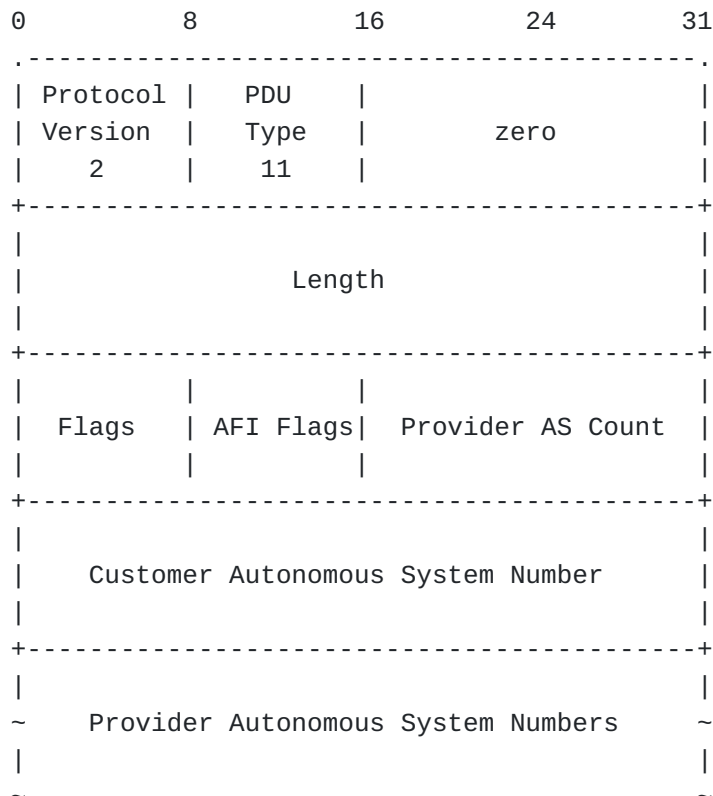 0          8          16         24        31
.-------------------------------------------.
| Protocol |   PDU    |                     |
| Version  |   Type   |        zero         |
|    2     |    11    |                     |
+-------------------------------------------+
|                                           |
|                 Length                    |
|                                           |
+-------------------------------------------+
|          |          |                     |
|  Flags   | AFI Flags|  Provider AS Count  |
|          |          |                     |
+-------------------------------------------+
|                                           |
|    Customer Autonomous System Number      |
|                                           |
+-------------------------------------------+
|                                           |
~    Provider Autonomous System Numbers     ~
|                                           |
~                                           ~